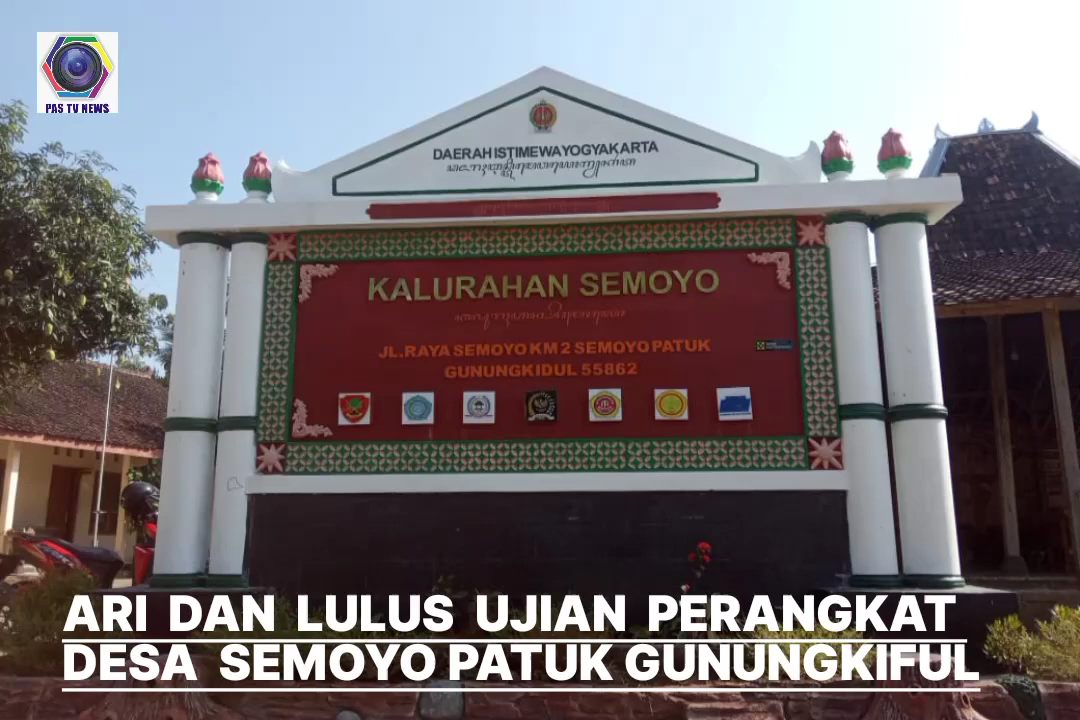 PAS TV NEWS
DAERAH ISTIMEWA YOGYAKARTA
KALURAHAN SEMOYO
JL.RAYA SEMOYO KM 2 SEMOYO PATUK
GUNUNGKIDUL 55862
ARI DAN LULUS UJIAN PERANGKAT
DESA SEMOYO PATUK GUNUNGKIFUL